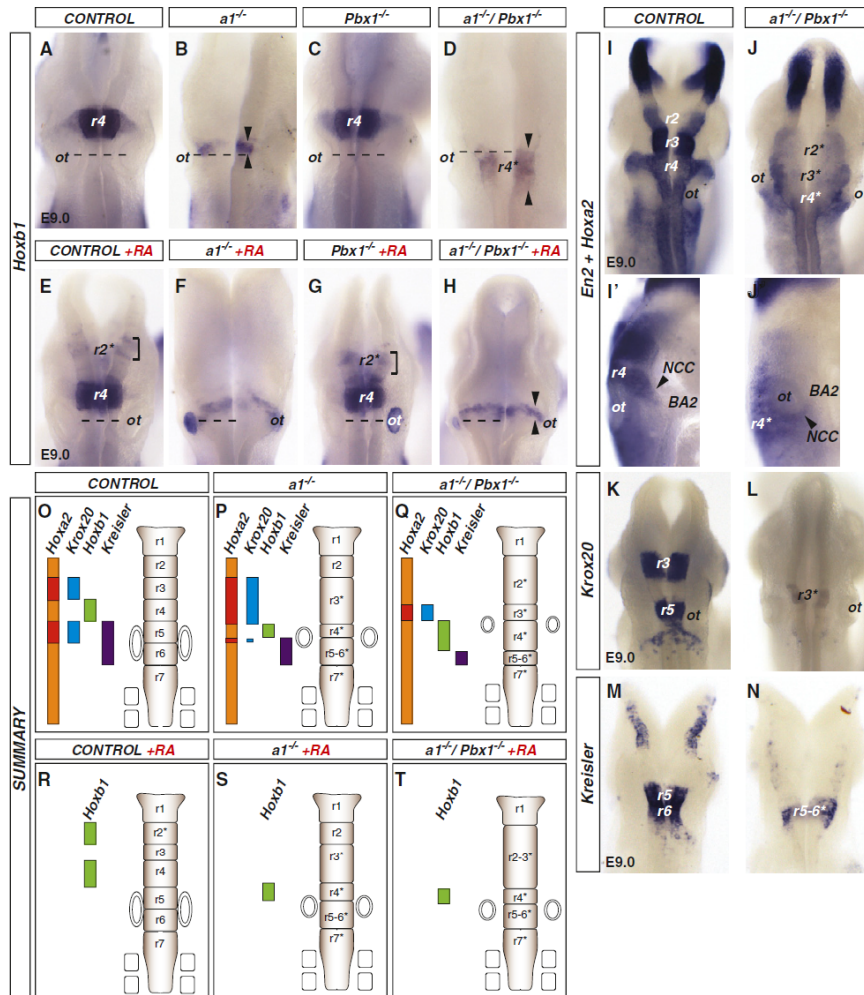 CONTROL
a1-/-
Pbx1-/-
a1-/-/ Pbx1-/-
CONTROL
a1-/-/ Pbx1-/-
Hoxb1
A
r4
ot
E9.0
B
ot
C
r4
D
ot
r4*
CONTROL +RA
a1-/- +RA
Pbx1-/- +RA
a1-/-/ Pbx1-/- +RA
E
r2*
r4
ot
E9.0
F
ot
G
r2*
r4
ot
H
ot
En2 + Hoxa2
I
r2
r3
r4
ot
E9.0
J
r2*
r3*
r4*
ot
I'
r4
ot
NCC
BA2
J'
ot
r4*
BA2
NCC
Krox20
K
r3
r5
ot
E9.0
L
r3*
ot
Kreisler
M
r5
r6
E9.0
N
r5-6*
SUMMARY
CONTROL
a1-/-
a1-/-/ Pbx1-/-
O
Hoxa2
Krox20
Hoxb1
Kreisler
r1
r2
r3
r4
r5
r6
r7
P
Hoxa2
Krox20
Hoxb1
Kreisler
r1
r2
r3*
r4*
r5-6*
r7*
Q
Hoxa2
Krox20
Hoxb1
Kreisler
r1
r2*
r3*
r4*
r5-6*
r7*
CONTROL +RA
a1-/- +RA
a1-/-/ Pbx1-/- +RA
R
Hoxb1
r1
r2*
r3
r4
r5
r6
r7
S
Hoxb1
r1
r2
r3*
r4*
r5-6*
r7*
T
Hoxb1
r1
r2-3*
r4*
r5-6*
r7*